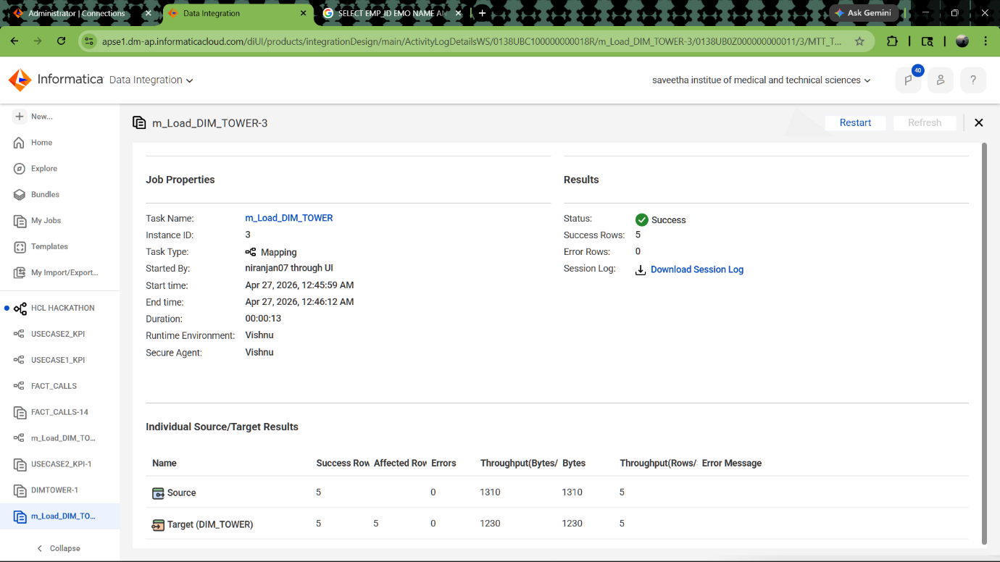 Administrator | Connections
Data Integration
SELECT EMP_ID EMO NAME AN
Ask Gemini
apse1.dm-ap.informaticacloud.com/diUI/products/integrationDesign/main/ActivityLogDetailsWS/0138UBC100000000018R/m_Load_DIM_TOWER-3/0138UB0Z000000000011/3/MTT_T...
Informatica Data Integration
saveetha institue of medical and technical sciences
40
?
New...
Home
Explore
Bundles
My Jobs
Templates
My Import/Export...
HCL HACKATHON
USECASE2_KPI
USECASE1_KPI
FACT_CALLS
FACT_CALLS-14
m_Load_DIM_TO...
USECASE2_KPI-1
DIMTOWER-1
m_Load_DIM_TO...
Collapse
m_Load_DIM_TOWER-3
Restart
Refresh
Job Properties
Task Name: m_Load_DIM_TOWER
Instance ID: 3
Task Type: Mapping
Started By: niranjan07 through UI
Start time: Apr 27, 2026, 12:45:59 AM
End time: Apr 27, 2026, 12:46:12 AM
Duration: 00:00:13
Runtime Environment: Vishnu
Secure Agent: Vishnu
Results
Status: Success
Success Rows: 5
Error Rows: 0
Session Log: Download Session Log
Individual Source/Target Results
Name Success Row Affected Row Errors Throughput(Bytes/ Bytes Throughput(Rows/ Error Message
Source 5 0 1310 1310 5
Target (DIM_TOWER) 5 5 0 1230 1230 5